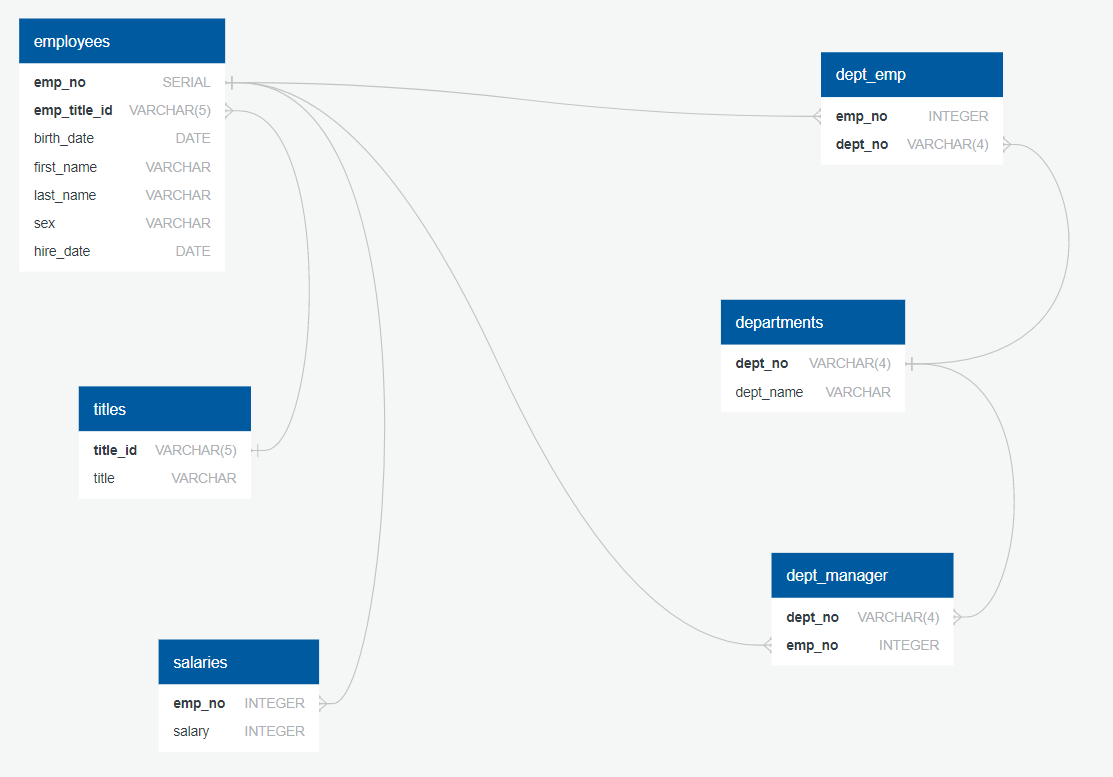 employees
emp_no SERIAL
emp_title_id VARCHAR(5)
birth_date DATE
first_name VARCHAR
last_name VARCHAR
sex VARCHAR
hire_date DATE
dept_emp
emp_no INTEGER
dept_no VARCHAR(4)
departments
dept_no VARCHAR(4)
dept_name VARCHAR
titles
title_id VARCHAR(5)
title VARCHAR
dept_manager
dept_no VARCHAR(4)
emp_no INTEGER
salaries
emp_no INTEGER
salary INTEGER